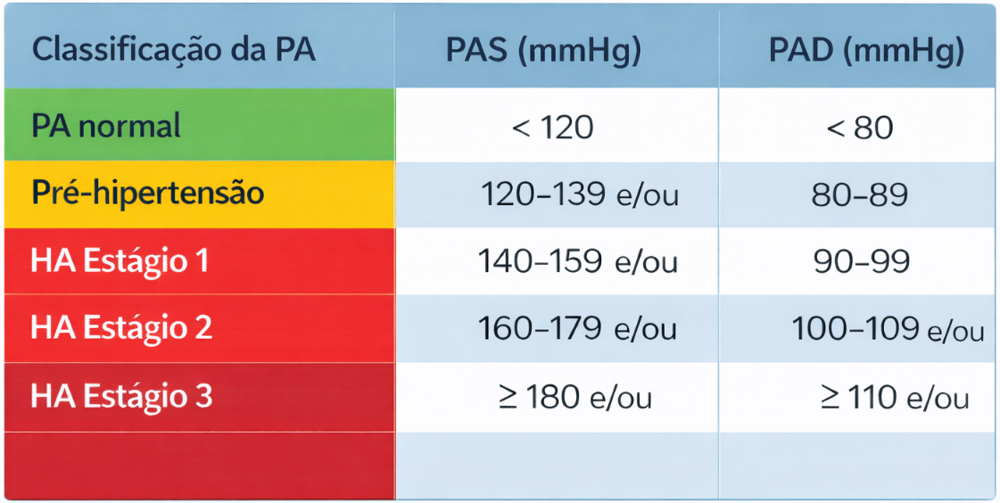 Classificação da PA PAS (mmHg) PAD (mmHg)
PA normal < 120 < 80
Pré-hipertensão 120–139 e/ou 80–89
HA Estágio 1 140–159 e/ou 90–99
HA Estágio 2 160–179 e/ou 100–109 e/ou
HA Estágio 3 ≥ 180 e/ou ≥ 110 e/ou